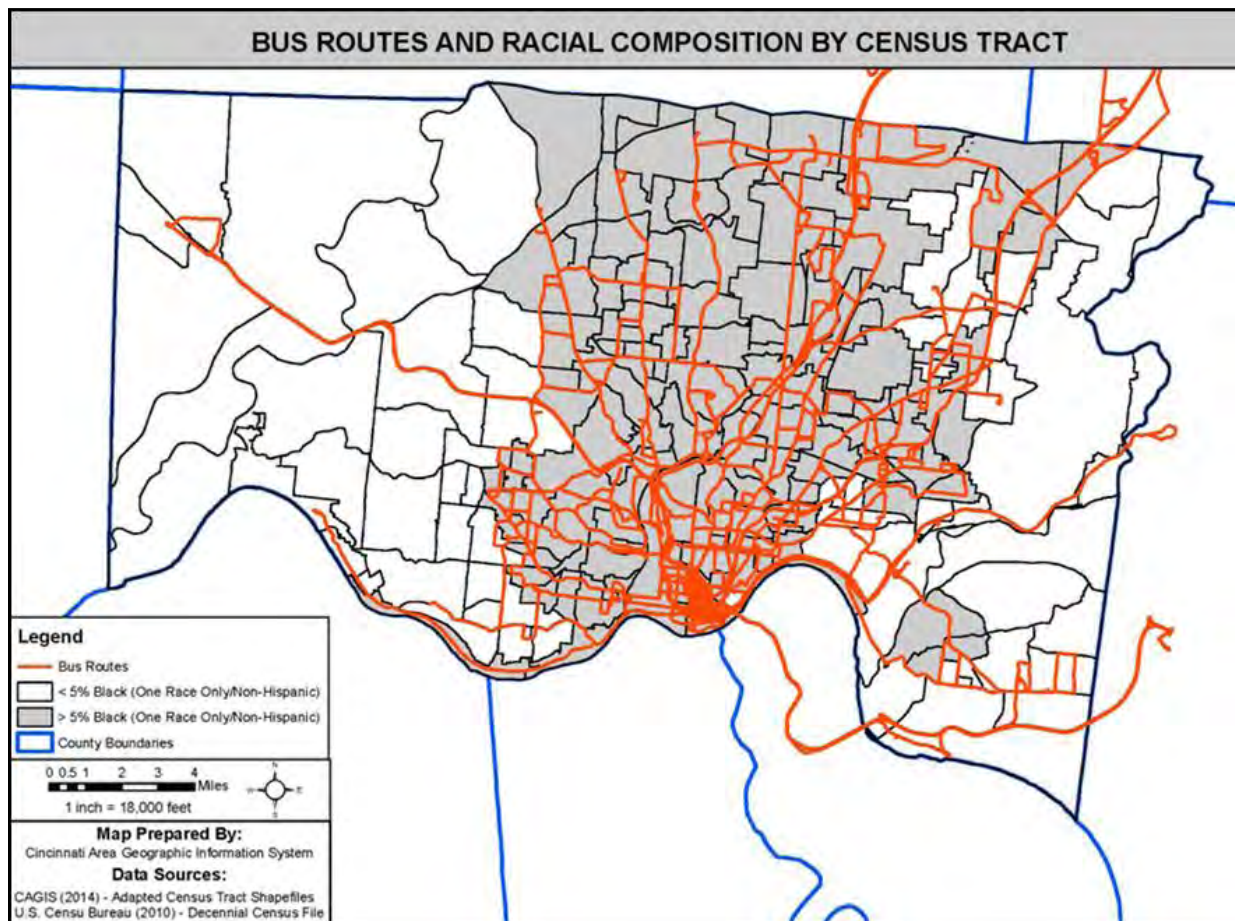 BUS ROUTES AND RACIAL COMPOSITION BY CENSUS TRACT
Legend
Bus Routes
< 5% Black (One Race Only/Non-Hispanic)
> 5% Black (One Race Only/Non-Hispanic)
County Boundaries
0 0.5 1 2 3 4
Miles
N
W E
S
1 inch = 18,000 feet
Map Prepared By:
Cincinnati Area Geographic Information System
Data Sources:
CAGIS (2014) - Adapted Census Tract Shapefiles
U.S. Censu Bureau (2010) - Decennial Census File